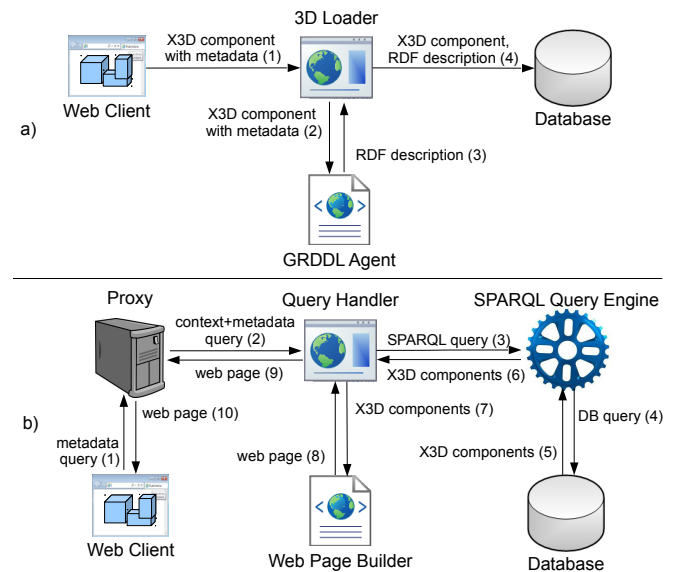 3D Loader
X3D component
with metadata (1)
X3D component,
RDF description (4)
Web Client
Database
a)
X3D component
with metadata (2)
RDF description (3)
GRDDL Agent
Proxy
Query Handler
SPARQL Query Engine
context+metadata
query (2)
SPARQL query (3)
web page (9)
X3D components (6)
web page (10)
X3D components (7)
DB query (4)
b)
metadata
query (1)
web page (8)
X3D components (5)
Web Client
Web Page Builder
Database